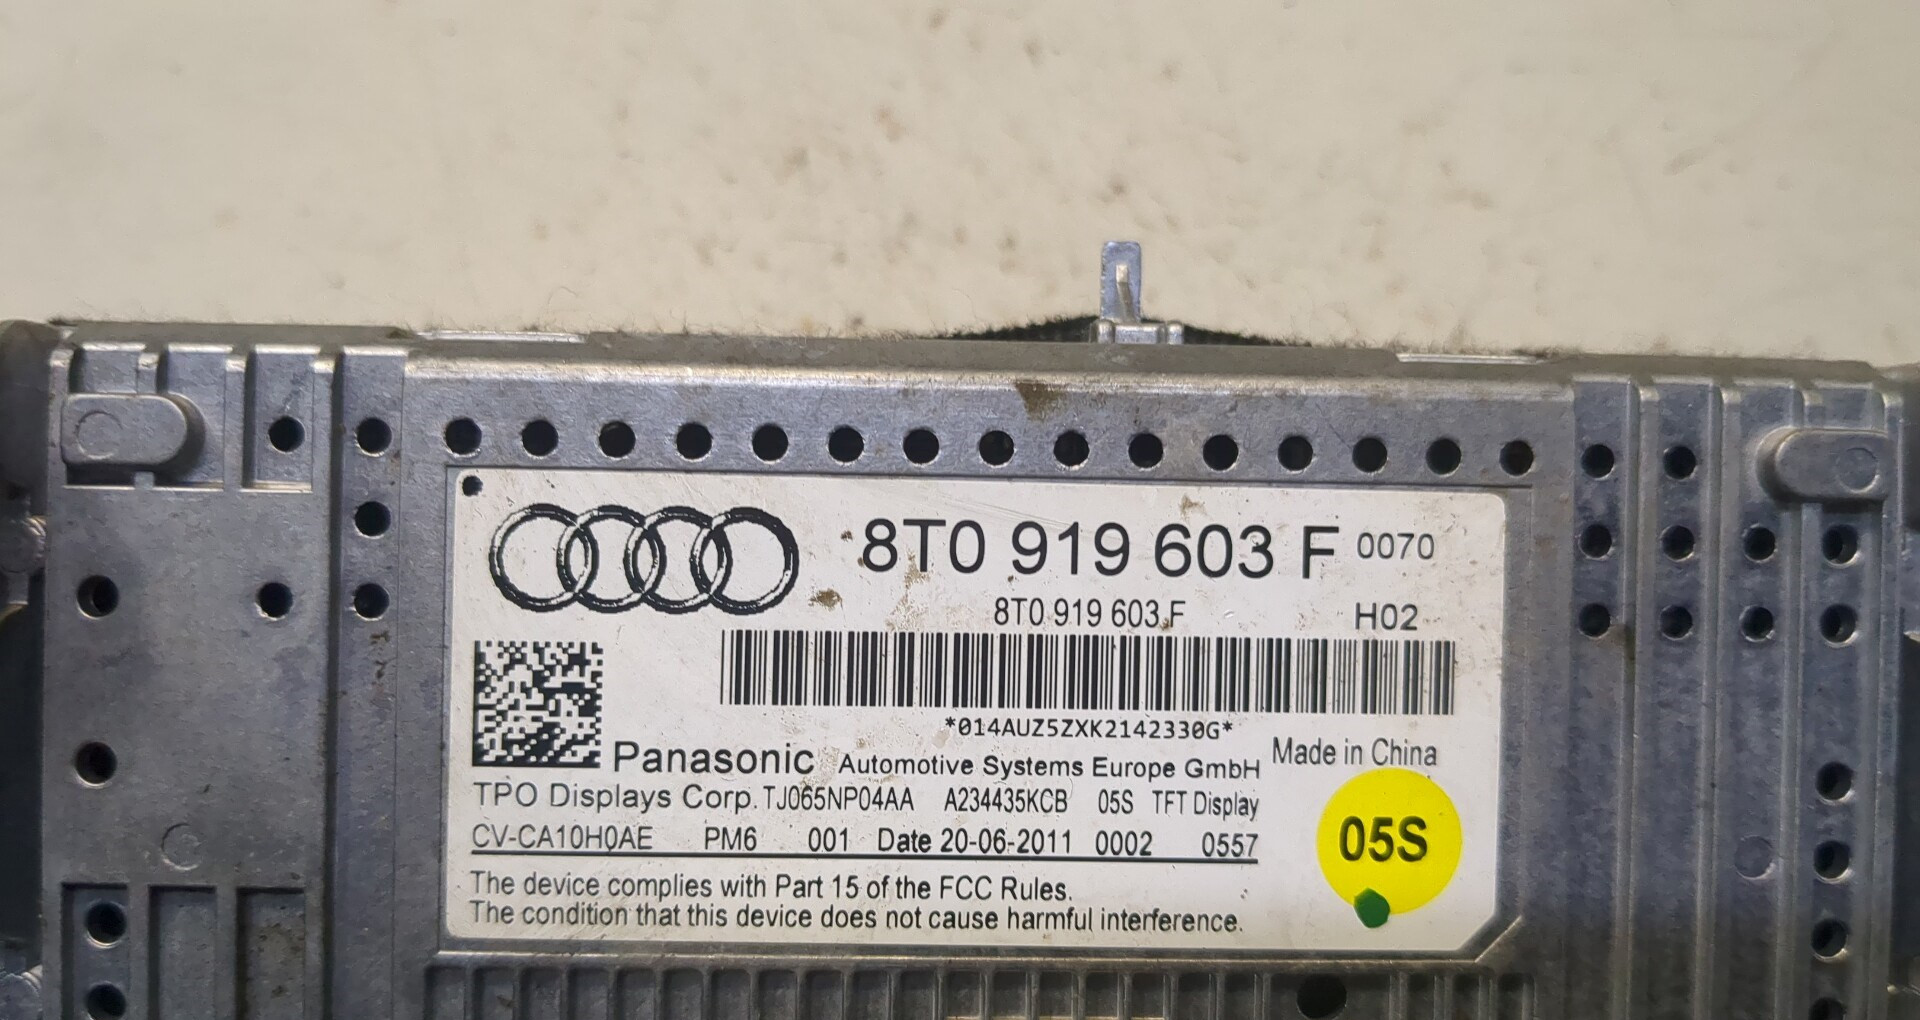 8T0 919 603 F 0070
8T0 919 603 F H02
*014AUZ5ZXK2142330G*
Panasonic Automotive Systems Europe GmbH Made in China
TPO Displays Corp. TJ065NP04AA A234435KCB 05S TFT Display
CV-CA10H0AE PM6 001 Date 20-06-2011 0002 0557
05S
The device complies with Part 15 of the FCC Rules.
The condition that this device does not cause harmful interference.